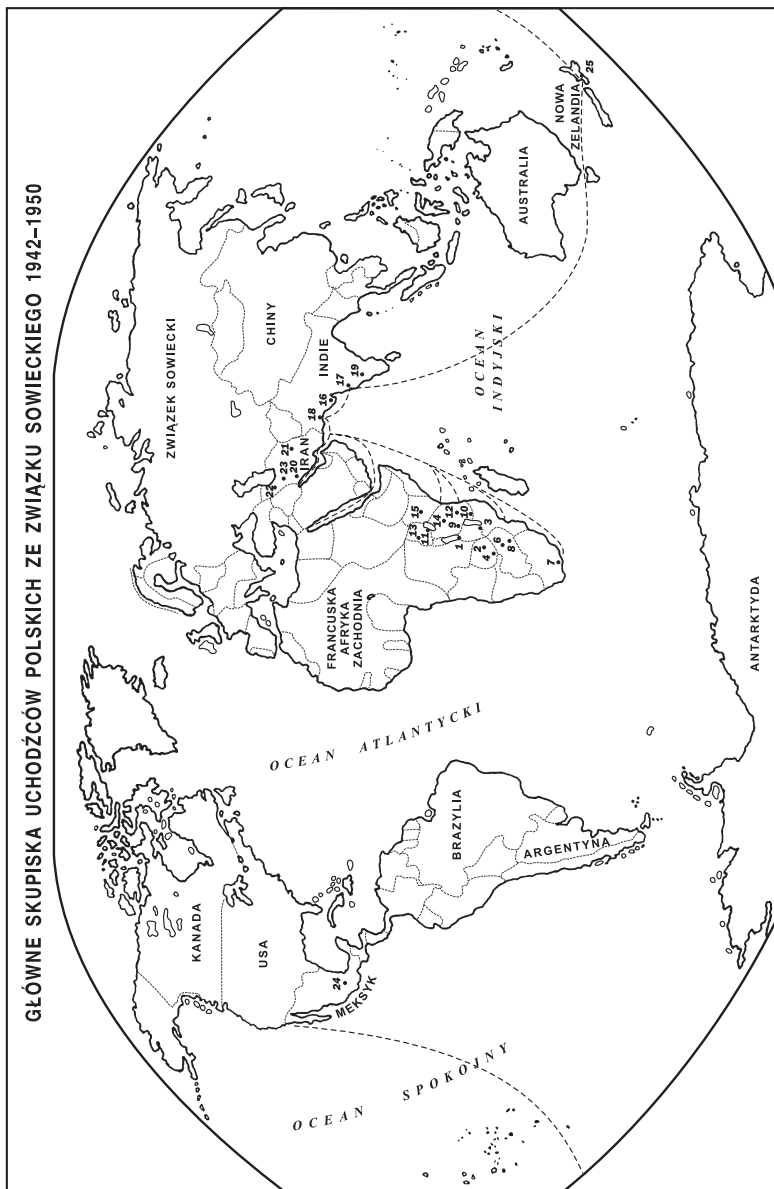 GŁÓWNE SKUPISKA UCHODŹCÓW POLSKICH ZE ZWIĄZKU SOWIECKIEGO 1942–1950
KANADA
USA
MEKSYK
24
OCEAN SPOKOJNY
OCEAN ATLANTYCKI
BRAZYLIA
ARGENTYNA
ZWIĄZEK SOWIECKI
CHINY
INDIE
IRAN
22
23
21
20
18
16
17
19
FRANCUSKA
AFRYKA
ZACHODNIA
13
15
11
14
12
9
10
1
3
2
4
6
8
7
OCEAN
INDYJSKI
AUSTRALIA
NOWA
ZELANDIA
25
ANTARKTYDA